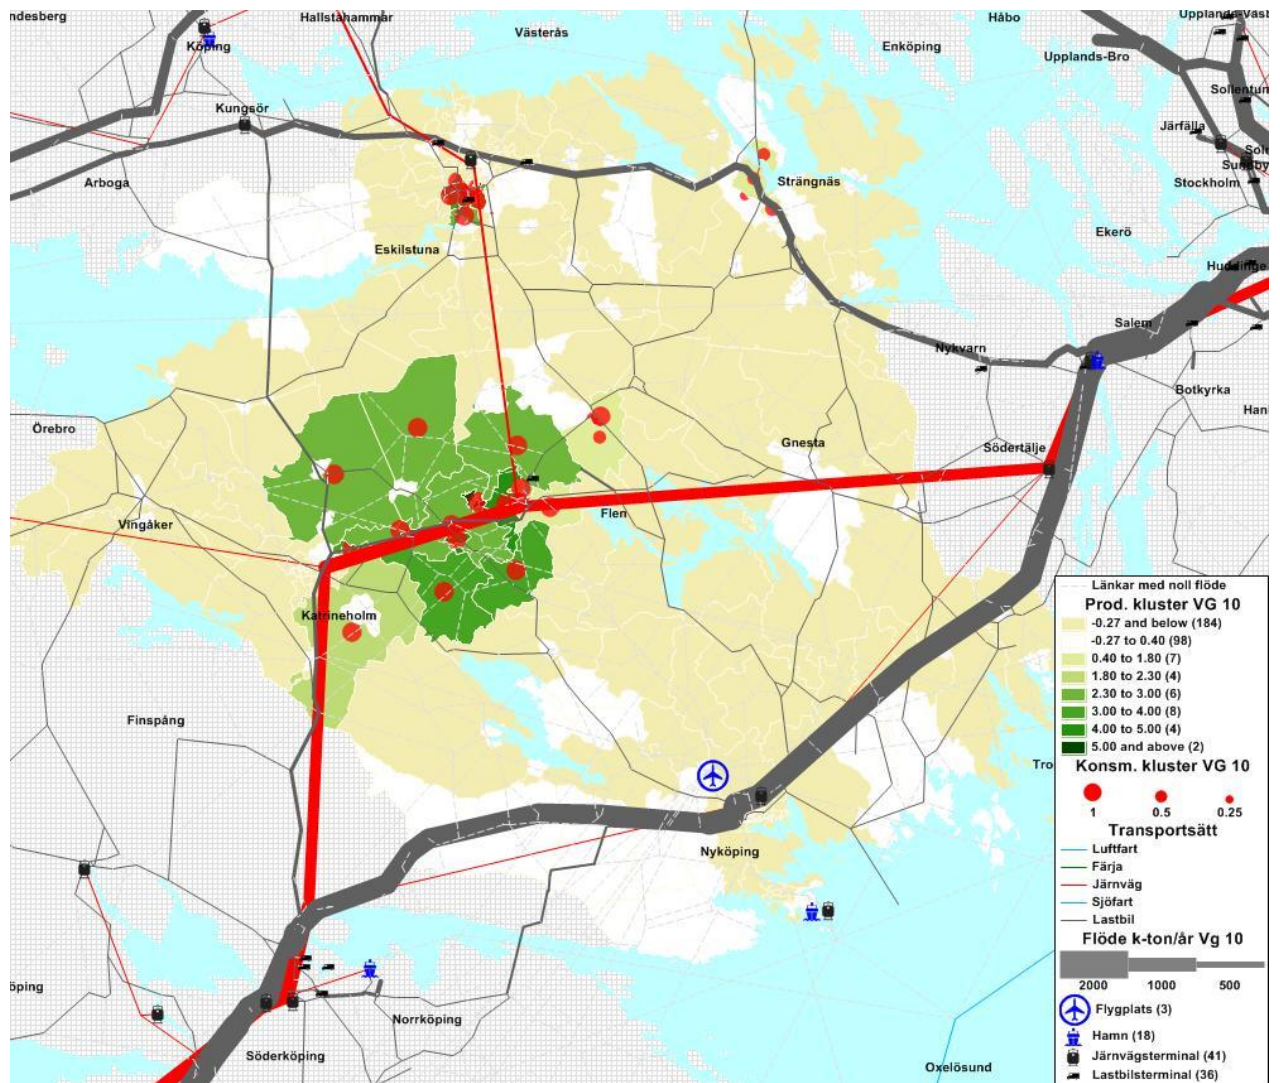 ndesberg
Hallstahammar
Västerås
Håbo
Upplands-Väst
Köping
Enköping
Upplands-Bro
Sollentun
Kungsör
Järfälla
Arboga
Strängnäs
Stockholm
Ekerö
Eskilstuna
Huddinge
Salem
Nykvarn
Botkyrka
Örebro
Han
Gnesta
Södertälje
Vingåker
Flen
Katrineholm
Finspång
Tro
Nyköping
öping
Norrköping
Söderköping
Oxelösund
Länkar med noll flöde
Prod. kluster VG 10
-0.27 and below (184)
-0.27 to 0.40 (98)
0.40 to 1.80 (7)
1.80 to 2.30 (4)
2.30 to 3.00 (6)
3.00 to 4.00 (8)
4.00 to 5.00 (4)
5.00 and above (2)
Konsm. kluster VG 10
1 0.5 0.25
Transportsätt
Luftfart
Färja
Järnväg
Sjöfart
Lastbil
Flöde k-ton/år Vg 10
2000 1000 500
Flygplats (3)
Hamn (18)
Järnvägsterminal (41)
Lastbilsterminal (36)